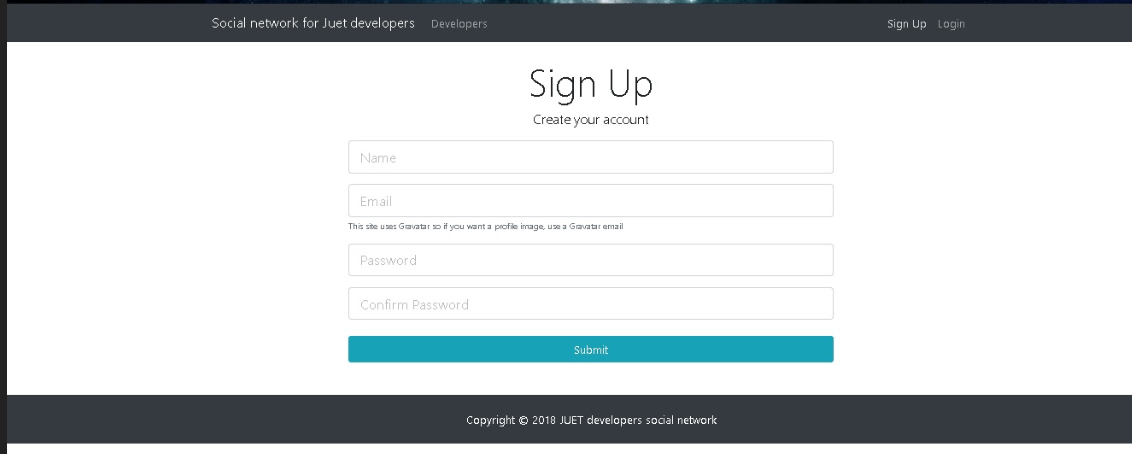 Social network for Juet developers Developers Sign Up Login
Sign Up
Create your account
Name
Email
This site uses Gravatar so if you want a profile image, use a Gravatar email
Password
Confirm Password
Submit
Copyright © 2018 JUET developers social network